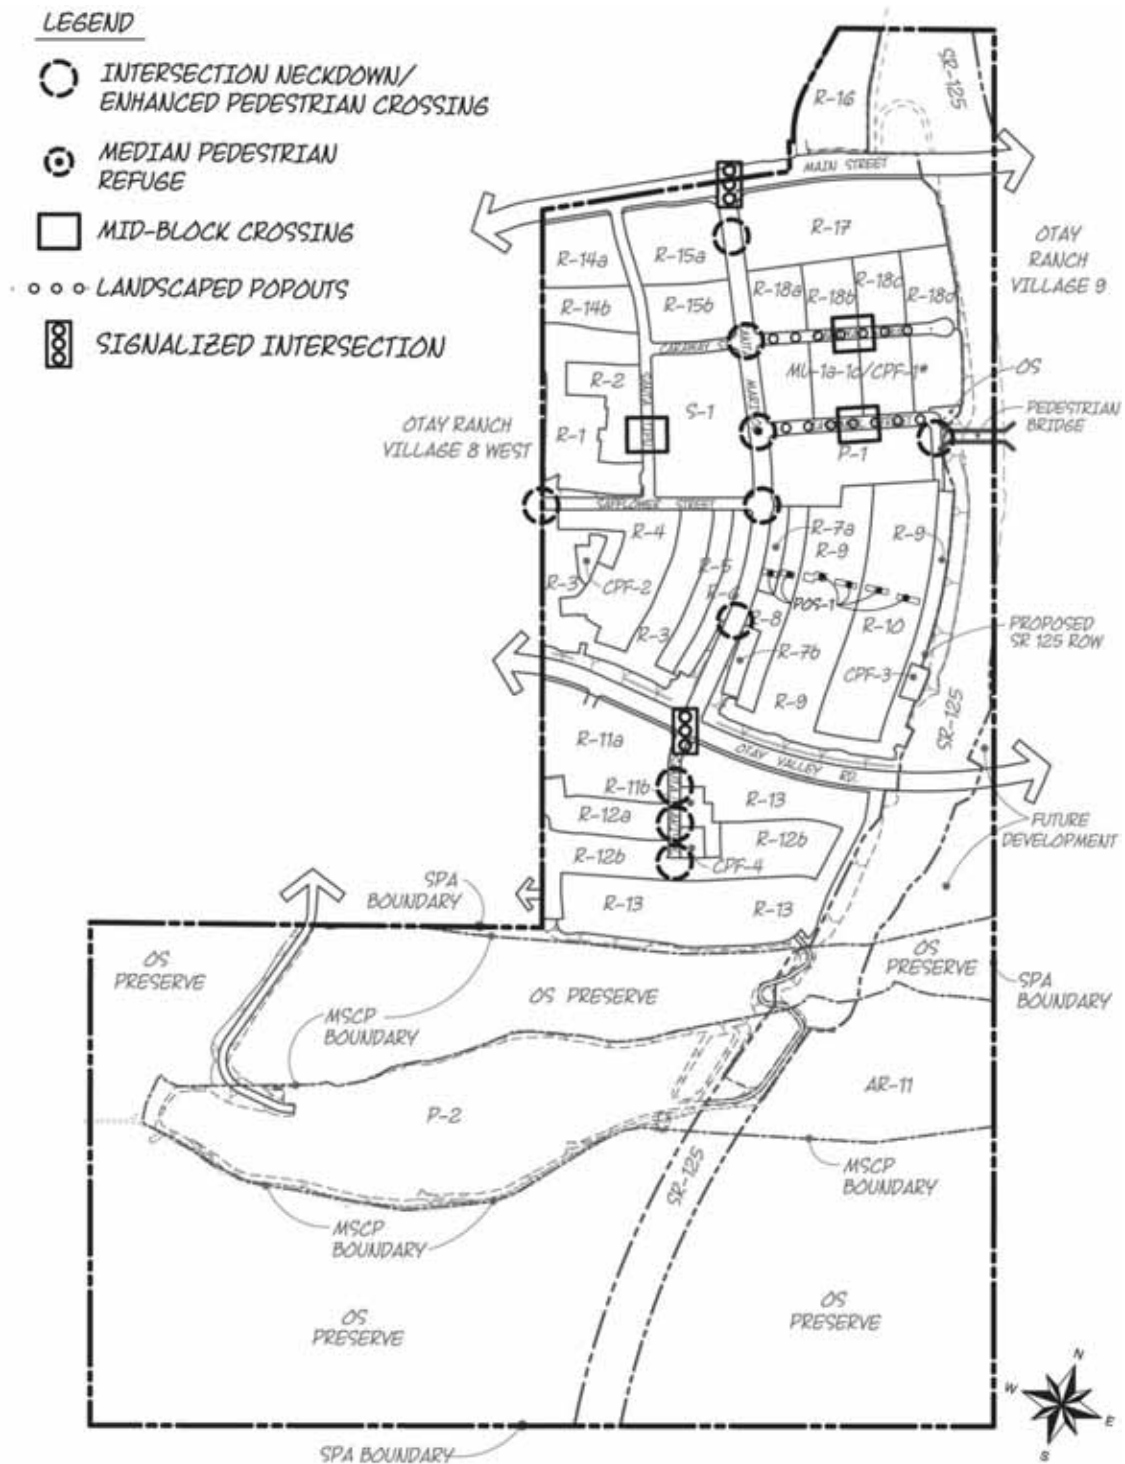 LEGEND
INTERSECTION NECKDOWN/
ENHANCED PEDESTRIAN CROSSING
MEDIAN PEDESTRIAN
REFUGE
MID-BLOCK CROSSING
LANDSCAPED POPOUTS
SIGNALIZED INTERSECTION
R-16
SR-125
MAIN STREET
R-17
R-14a
R-15a
OTAY
RANCH
VILLAGE 9
R-18a
R-18b
R-18c
R-18d
R-14b
R-15b
CARAWAY
MU-1a-1c/CPF-1*
OS
R-2
S-1
PEDESTRIAN
BRIDGE
OTAY RANCH
VILLAGE 8 WEST
R-1
P-1
SAFFLOWER STREET
R-4
R-7a
R-9
R-9
R-5
R-3
CPF-2
R-6
POS-1
R-8
R-10
R-3
R-7b
PROPOSED
SR 125 ROW
CPF-3
R-9
SR-125
R-11a
OTAY VALLEY RD.
R-11b
R-13
R-12a
R-12b
FUTURE
DEVELOPMENT
R-12b
CPF-4
SPA
BOUNDARY
R-13
R-13
OS
PRESERVE
OS PRESERVE
OS
PRESERVE
SPA
BOUNDARY
MSCP
BOUNDARY
AR-11
P-2
SR-125
MSCP
BOUNDARY
MSCP
BOUNDARY
OS
PRESERVE
OS
PRESERVE
SPA BOUNDARY
N
W
E
S